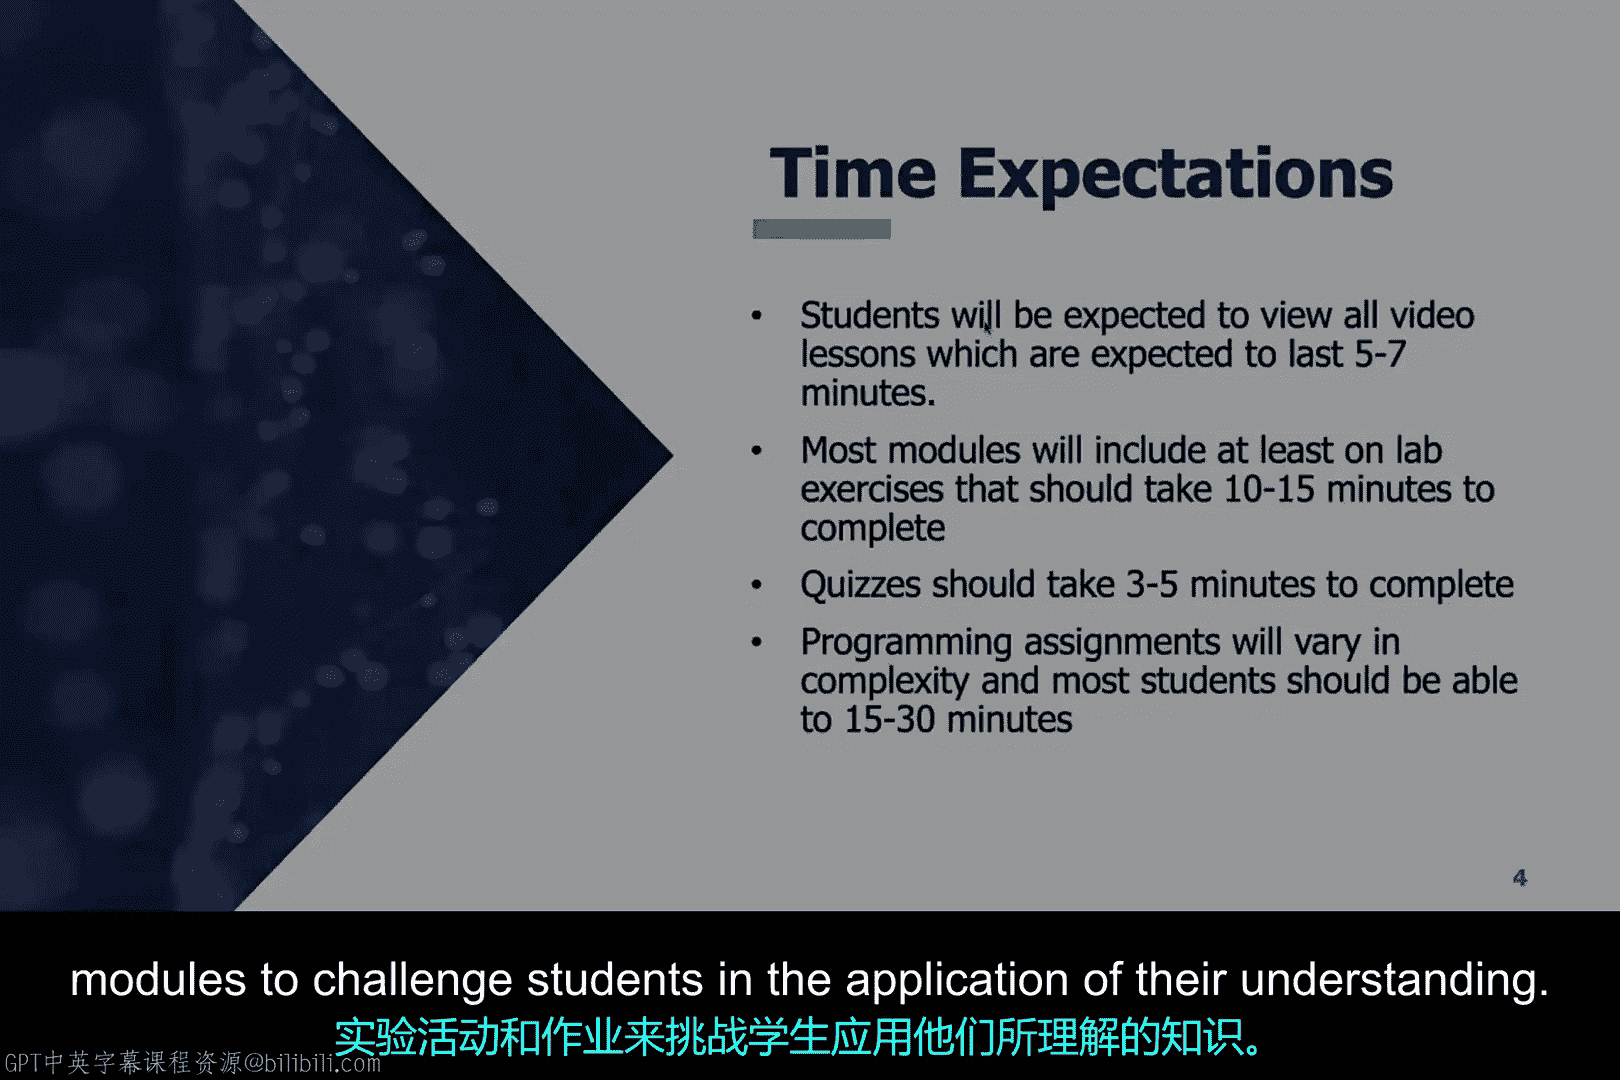 Time Expectations
• Students will be expected to view all video
lessons which are expected to last 5-7
minutes.
• Most modules will include at least on lab
exercises that should take 10-15 minutes to
complete
• Quizzes should take 3-5 minutes to complete
• Programming assignments will vary in
complexity and most students should be able
to 15-30 minutes
4
modules to challenge students in the application of their understanding.
实验活动和作业来挑战学生应用他们所理解的知识。
GPT中英字幕课程资源@bilibili.com